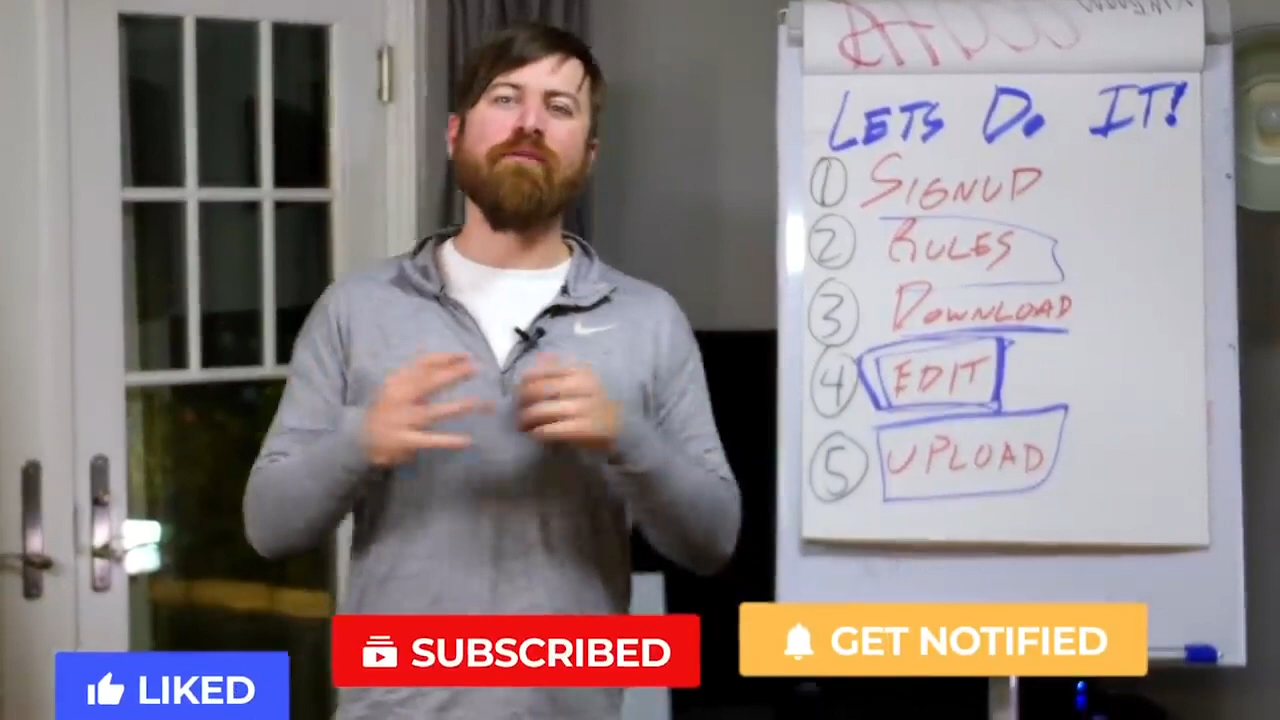 LETS DO IT!
1 SIGNUP
2 RULES
3 DOWNLOAD
4 EDIT
5 UPLOAD
LIKED
SUBSCRIBED
GET NOTIFIED